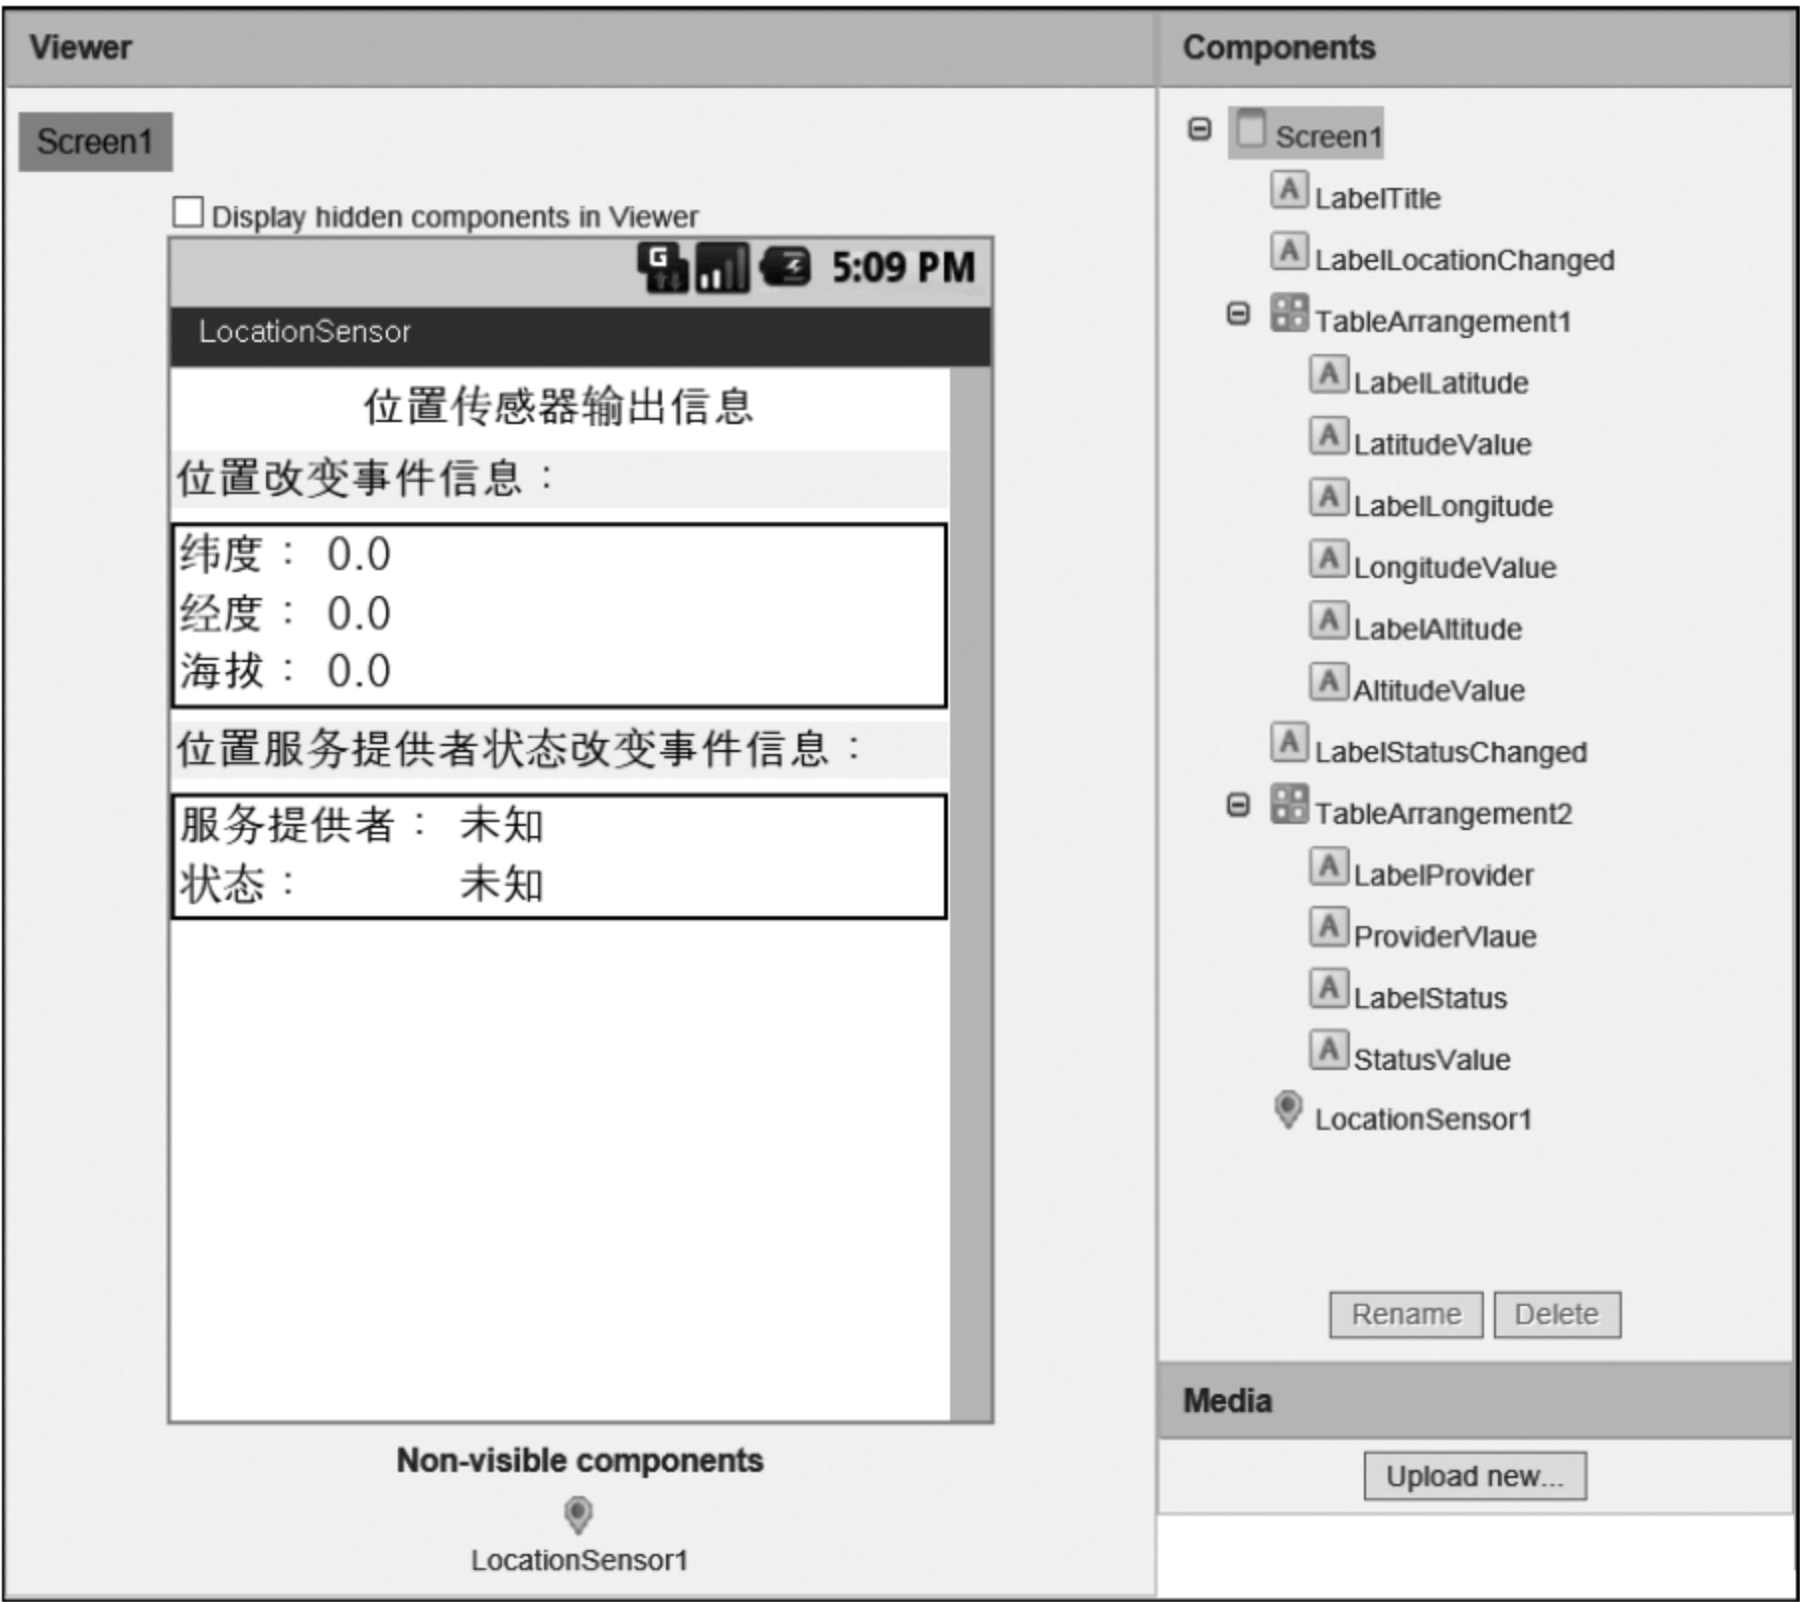 Viewer
Screen1
Display hidden components in Viewer
G 5:09 PM
LocationSensor
位置传感器输出信息
位置改变事件信息：
纬度： 0.0
经度： 0.0
海拔： 0.0
位置服务提供者状态改变事件信息：
服务提供者： 未知
状态： 未知
Non-visible components
LocationSensor1
Components
Screen1
A LabelTitle
A LabelLocationChanged
TableArrangement1
A LabelLatitude
A LatitudeValue
A LabelLongitude
A LongitudeValue
A LabelAltitude
A AltitudeValue
A LabelStatusChanged
TableArrangement2
A LabelProvider
A ProviderVlaue
A LabelStatus
A StatusValue
LocationSensor1
Rename Delete
Media
Upload new...